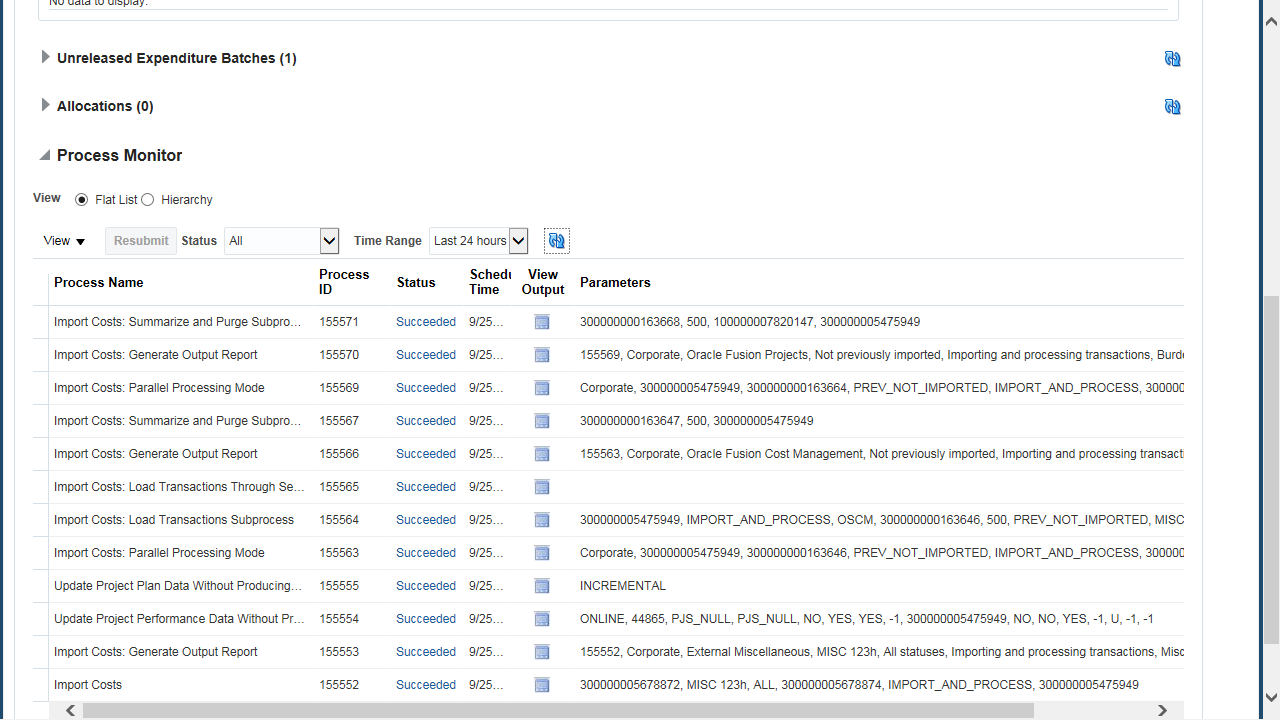 No data to display.
Unreleased Expenditure Batches (1)
Allocations (0)
Process Monitor
View Flat List Hierarchy
View Resubmit Status All Time Range Last 24 hours
Process Name Process ID Status Schedu Time View Output Parameters
Import Costs: Summarize and Purge Subpro... 155571 Succeeded 9/25... 300000000163668, 500, 100000007820147, 300000005475949
Import Costs: Generate Output Report 155570 Succeeded 9/25... 155569, Corporate, Oracle Fusion Projects, Not previously imported, Importing and processing transactions, Burde
Import Costs: Parallel Processing Mode 155569 Succeeded 9/25... Corporate, 300000005475949, 300000000163664, PREV_NOT_IMPORTED, IMPORT_AND_PROCESS, 300000
Import Costs: Summarize and Purge Subpro... 155567 Succeeded 9/25... 300000000163647, 500, 300000005475949
Import Costs: Generate Output Report 155566 Succeeded 9/25... 155563, Corporate, Oracle Fusion Cost Management, Not previously imported, Importing and processing transacti
Import Costs: Load Transactions Through Se... 155565 Succeeded 9/25...
Import Costs: Load Transactions Subprocess 155564 Succeeded 9/25... 300000005475949, IMPORT_AND_PROCESS, OSCM, 300000000163646, 500, PREV_NOT_IMPORTED, MISC
Import Costs: Parallel Processing Mode 155563 Succeeded 9/25... Corporate, 300000005475949, 300000000163646, PREV_NOT_IMPORTED, IMPORT_AND_PROCESS, 300000
Update Project Plan Data Without Producing... 155555 Succeeded 9/25... INCREMENTAL
Update Project Performance Data Without Pr... 155554 Succeeded 9/25... ONLINE, 44865, PJS_NULL, PJS_NULL, NO, YES, YES, -1, 300000005475949, NO, NO, YES, -1, U, -1, -1
Import Costs: Generate Output Report 155553 Succeeded 9/25... 155552, Corporate, External Miscellaneous, MISC 123h, All statuses, Importing and processing transactions, Misc
Import Costs 155552 Succeeded 9/25... 300000005678872, MISC 123h, ALL, 300000005678874, IMPORT_AND_PROCESS, 300000005475949